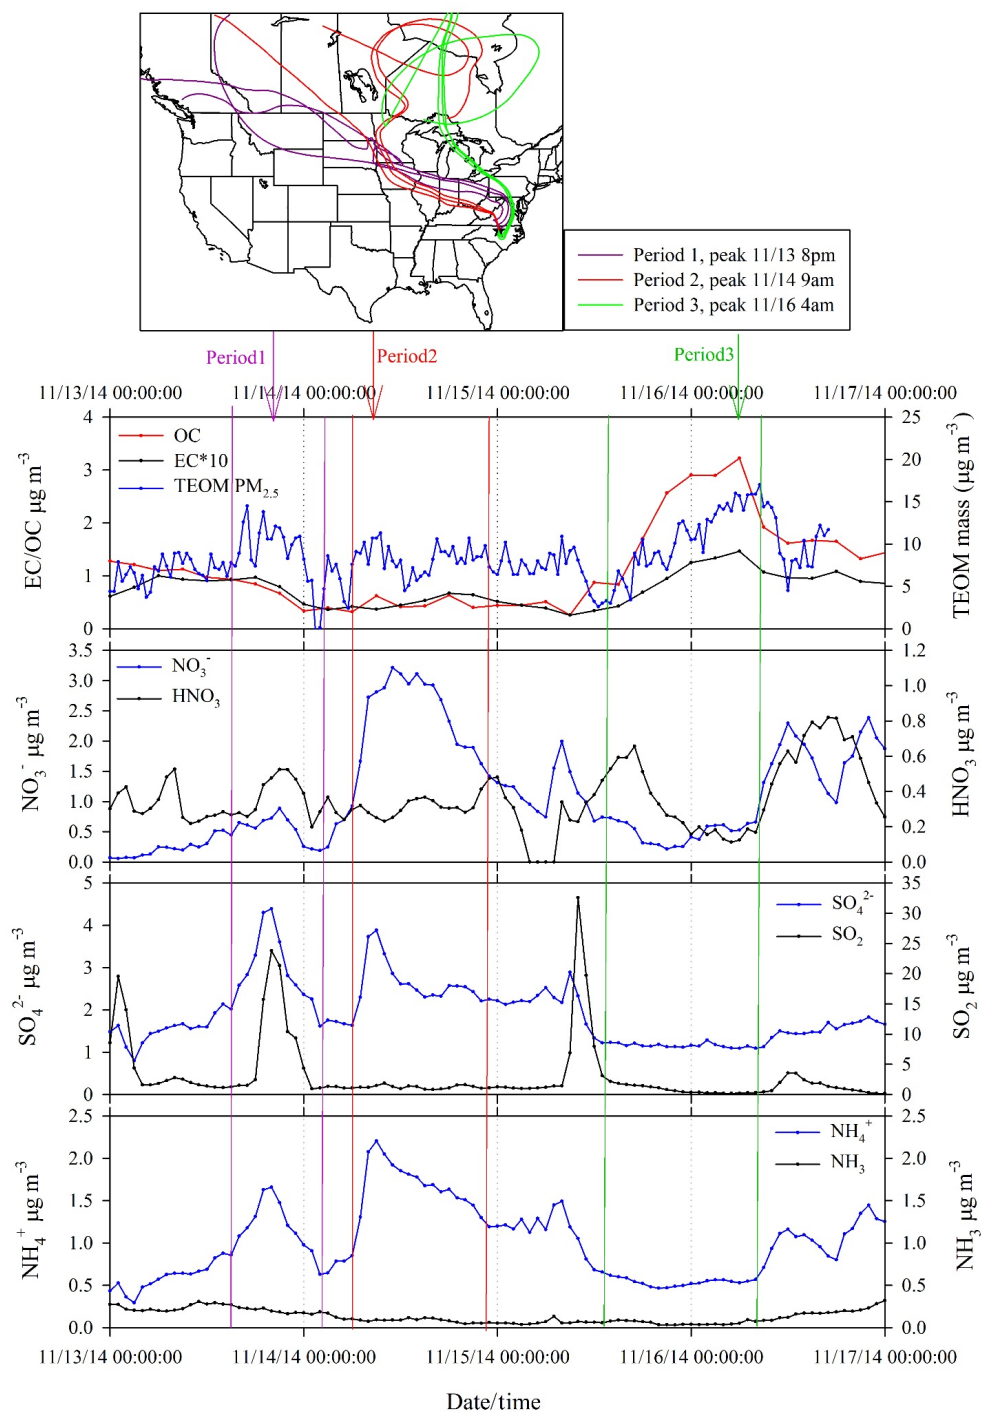 Period 1, peak 11/13 8pm
Period 2, peak 11/14 9am
Period 3, peak 11/16 4am
Period1
Period2
Period3
11/13/14 00:00:00
11/14/14 00:00:00
11/15/14 00:00:00
11/16/14 00:00:00
11/17/14 00:00:00
EC/OC µg m⁻³
4
3
2
1
0
OC
EC*10
TEOM PM₂.₅
25
20
15
10
5
0
TEOM mass (µg m⁻³)
NO₃⁻ µg m⁻³
3.5
3.0
2.5
2.0
1.5
1.0
0.5
0.0
NO₃⁻
HNO₃
1.2
1.0
0.8
0.6
0.4
0.2
0.0
HNO₃ µg m⁻³
SO₄²⁻ µg m⁻³
5
4
3
2
1
0
SO₄²⁻
SO₂
35
30
25
20
15
10
5
0
SO₂ µg m⁻³
NH₄⁺ µg m⁻³
2.5
2.0
1.5
1.0
0.5
0.0
NH₄⁺
NH₃
2.5
2.0
1.5
1.0
0.5
0.0
NH₃ µg m⁻³
11/13/14 00:00:00
11/14/14 00:00:00
11/15/14 00:00:00
11/16/14 00:00:00
11/17/14 00:00:00
Date/time